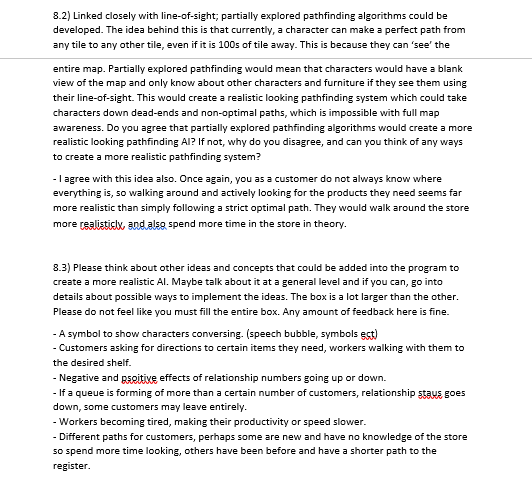 8.2) Linked closely with line-of-sight; partially explored pathfinding algorithms could be
developed. The idea behind this is that currently, a character can make a perfect path from
any tile to any other tile, even if it is 100s of tile away. This is because they can 'see' the
entire map. Partially explored pathfinding would mean that characters would have a blank
view of the map and only know about other characters and furniture if they see them using
their line-of-sight. This would create a realistic looking pathfinding system which could take
characters down dead-ends and non-optimal paths, which is impossible with full map
awareness. Do you agree that partially explored pathfinding algorithms would create a more
realistic looking pathfinding AI? If not, why do you disagree, and can you think of any ways
to create a more realistic pathfinding system?
- I agree with this idea also. Once again, you as a customer do not always know where
everything is, so walking around and actively looking for the products they need seems far
more realistic than simply following a strict optimal path. They would walk around the store
more realisticly, and also spend more time in the store in theory.
8.3) Please think about other ideas and concepts that could be added into the program to
create a more realistic AI. Maybe talk about it at a general level and if you can, go into
details about possible ways to implement the ideas. The box is a lot larger than the other.
Please do not feel like you must fill the entire box. Any amount of feedback here is fine.
- A symbol to show characters conversing. (speech bubble, symbols ect)
- Customers asking for directions to certain items they need, workers walking with them to
the desired shelf.
- Negative and psoitive effects of relationship numbers going up or down.
- If a queue is forming of more than a certain number of customers, relationship staus goes
down, some customers may leave entirely.
- Workers becoming tired, making their productivity or speed slower.
- Different paths for customers, perhaps some are new and have no knowledge of the store
so spend more time looking, others have been before and have a shorter path to the
register.